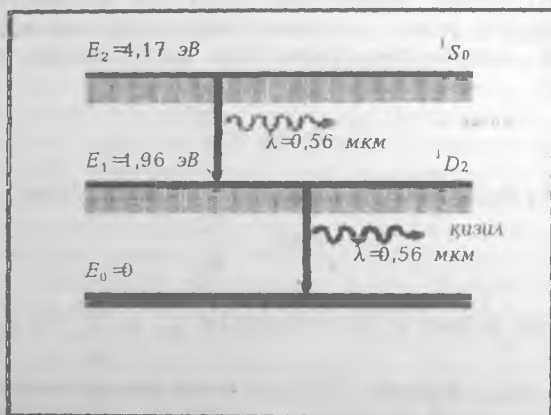 E₂=4,17 эВ ¹S₀
λ=0,56 мкм
E₁=1,96 эВ ¹D₂
қизил
λ=0,56 мкм
E₀=0